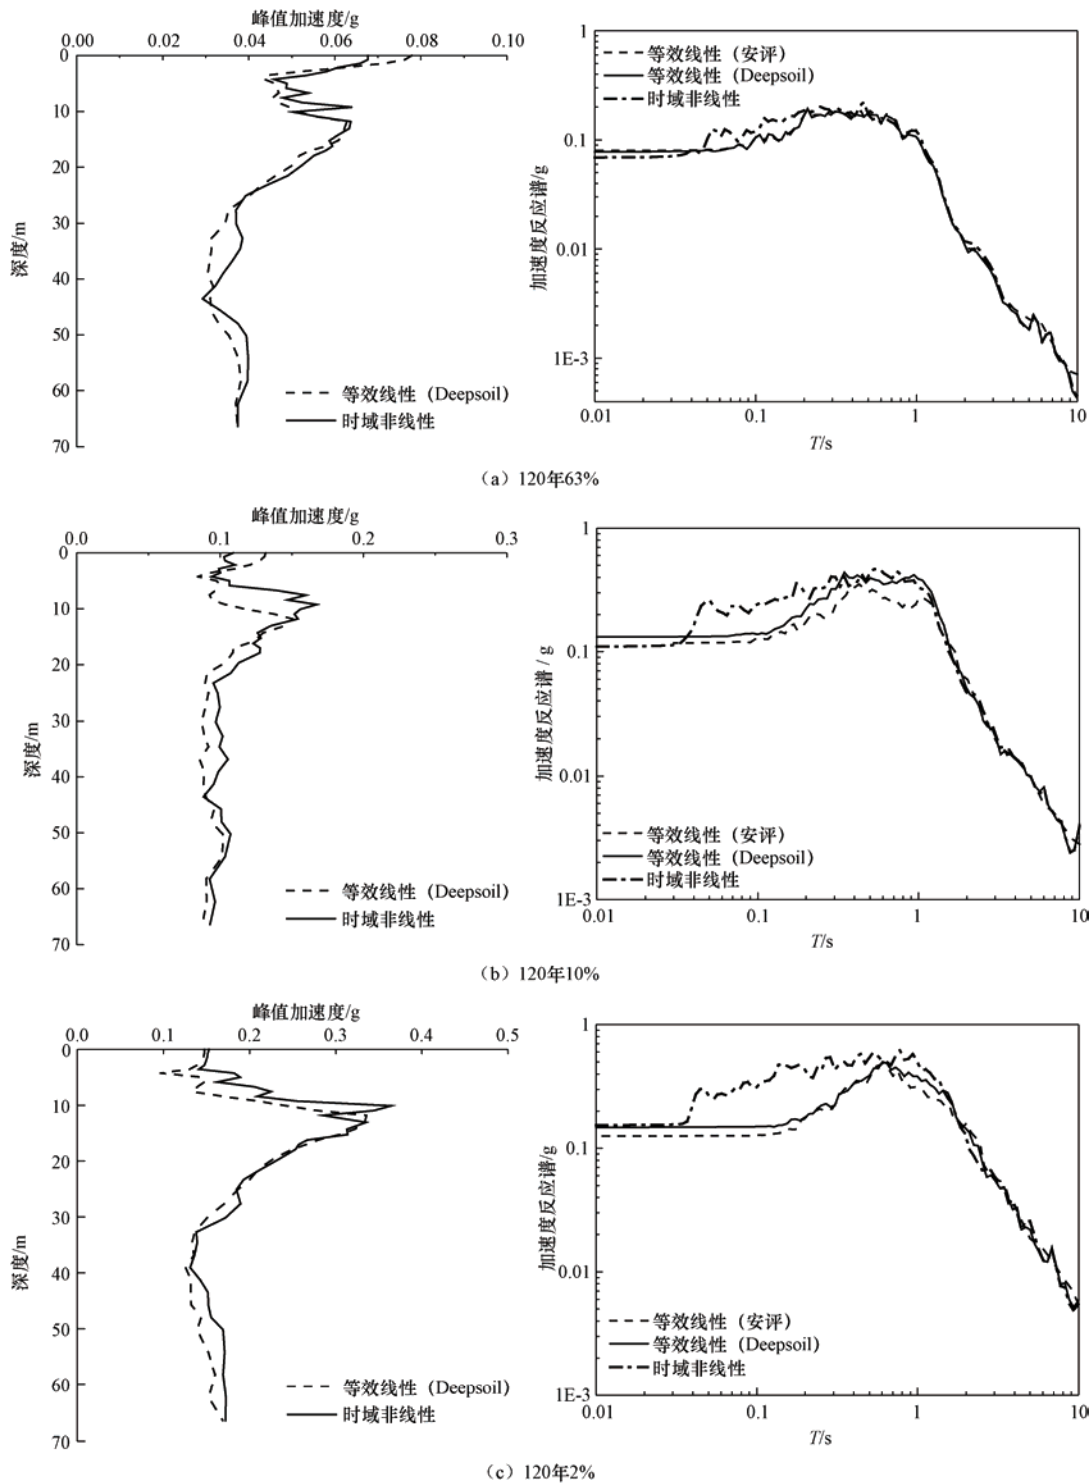 峰值加速度/g
0.00 0.02 0.04 0.06 0.08 0.10
0
10
20
30
40
50
60
70
深度/m
等效线性（Deepsoil）
时域非线性
1
0.1
0.01
1E-3
加速度反应谱/g
等效线性（安评）
等效线性（Deepsoil）
时域非线性
0.01 0.1 1 10
T/s
（a）120年63%
峰值加速度/g
0.0 0.1 0.2 0.3
0
10
20
30
40
50
60
70
深度/m
等效线性（Deepsoil）
时域非线性
1
0.1
0.01
1E-3
加速度反应谱/g
等效线性（安评）
等效线性（Deepsoil）
时域非线性
0.01 0.1 1 10
T/s
（b）120年10%
峰值加速度/g
0.0 0.1 0.2 0.3 0.4 0.5
0
10
20
30
40
50
60
70
深度/m
等效线性（Deepsoil）
时域非线性
1
0.1
0.01
1E-3
加速度反应谱/g
等效线性（安评）
等效线性（Deepsoil）
时域非线性
0.01 0.1 1 10
T/s
（c）120年2%